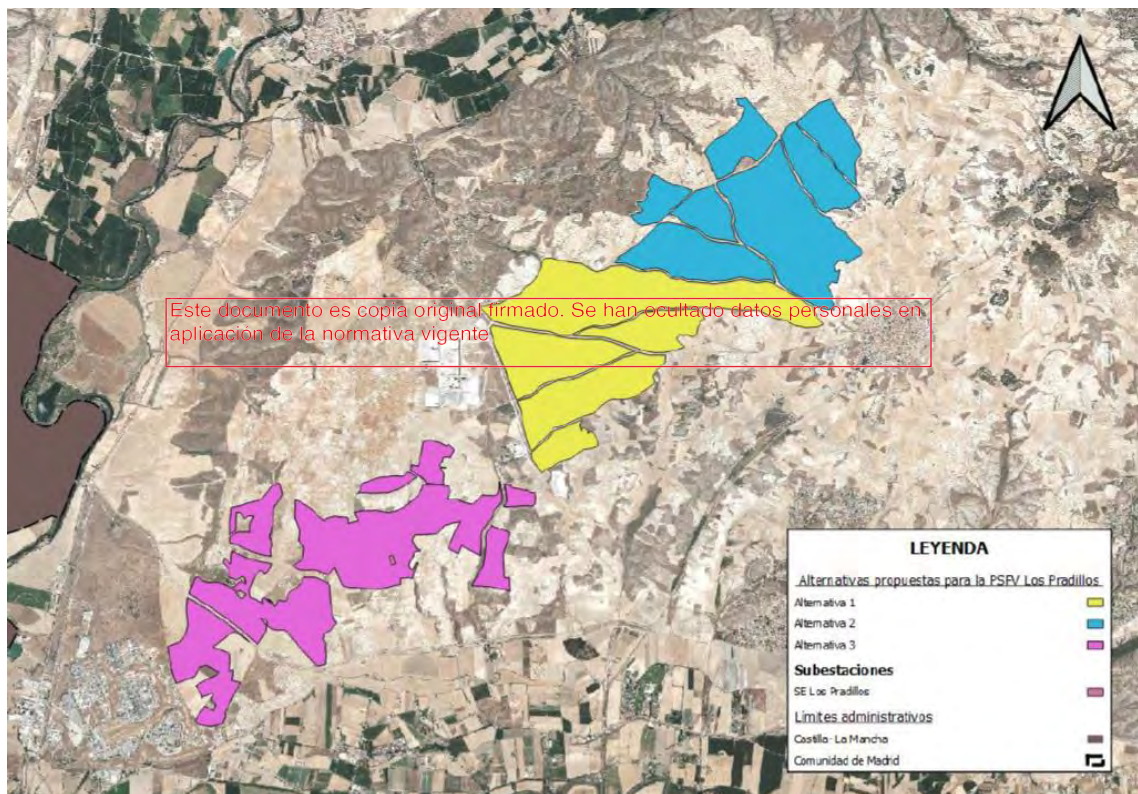 Este documento es copia original firmado. Se han ocultado datos personales en
aplicación de la normativa vigente
LEYENDA
Alternativas propuestas para la PSFV Los Pradillos
Alternativa 1
Alternativa 2
Alternativa 3
Subestaciones
SE Los Pradillos
Límites administrativos
Castilla- La Mancha
Comunidad de Madrid